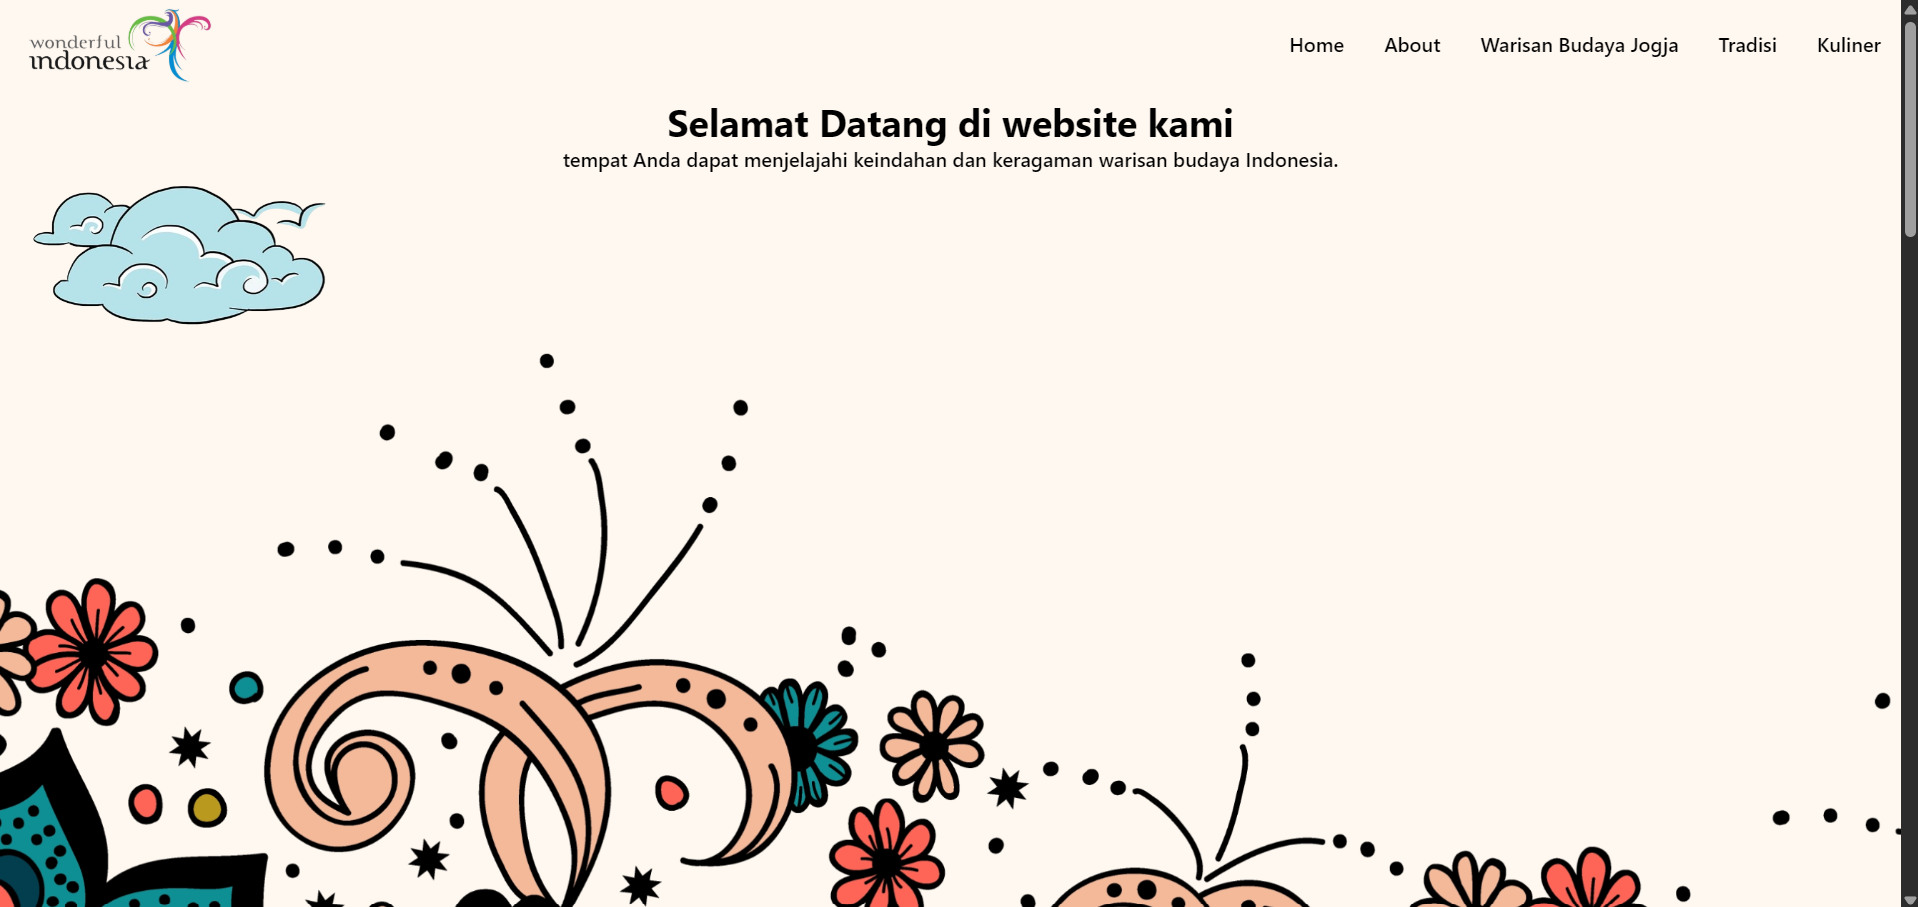 wonderful
indonesia
Home About Warisan Budaya Jogja Tradisi Kuliner
Selamat Datang di website kami
tempat Anda dapat menjelajahi keindahan dan keragaman warisan budaya Indonesia.